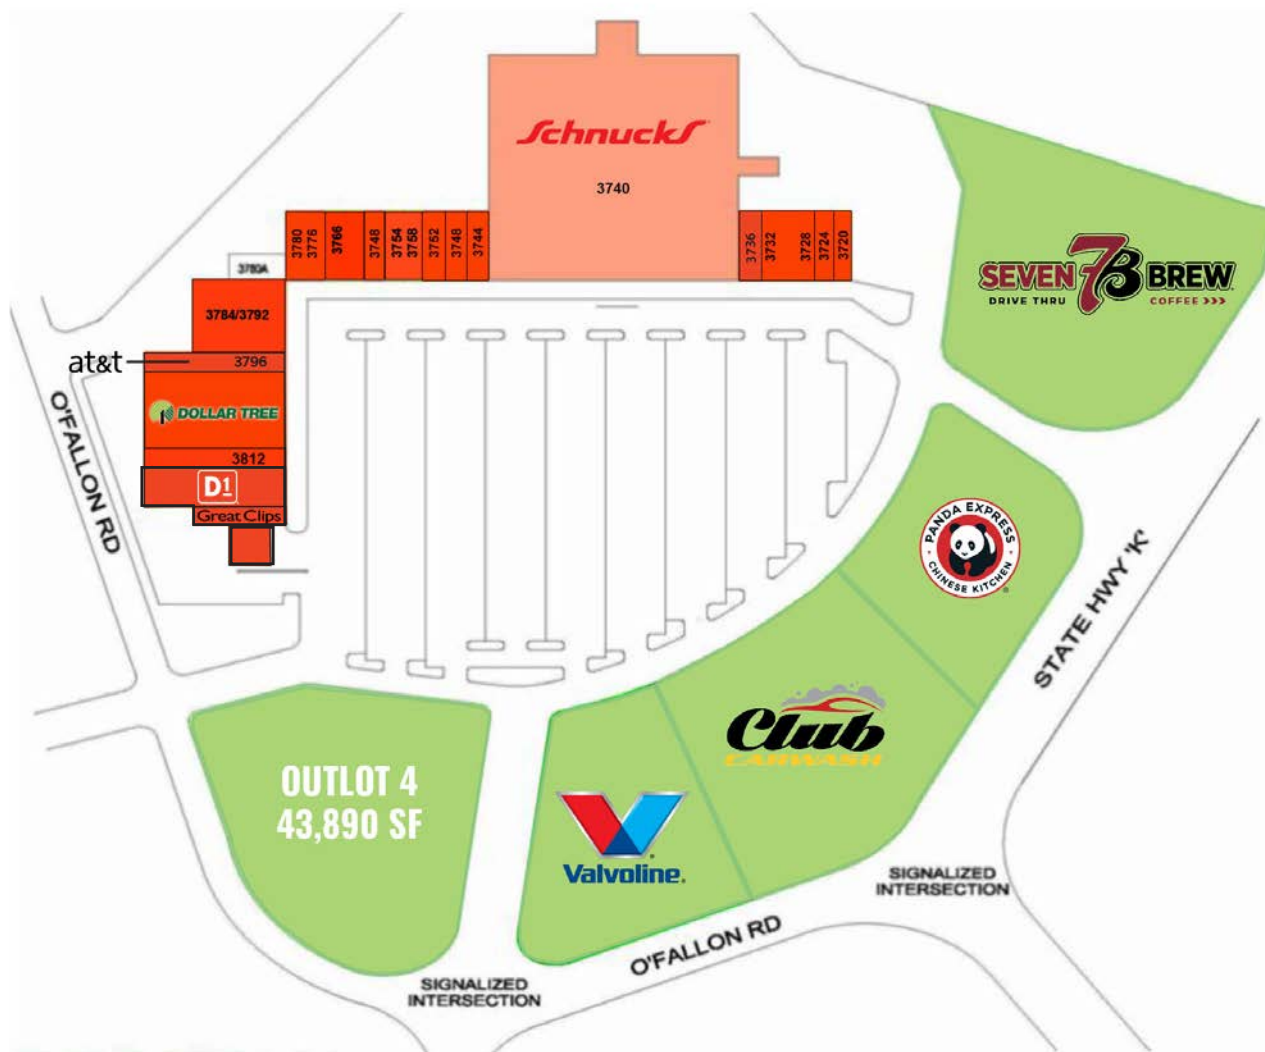 Schnucks
3740
3780
3776
3766
3748
3754
3758
3752
3748
3744
3736
3732
3728
3724
3720
3780A
3784/3792
at&t
3796
DOLLAR TREE
3812
D1
Great Clips
SEVEN 7B BREW
DRIVE THRU COFFEE >>>
PANDA EXPRESS
CHINESE KITCHEN
O'FALLON RD
STATE HWY 'K'
Club
CARWASH
OUTLOT 4
43,890 SF
Valvoline
SIGNALIZED
INTERSECTION
O'FALLON RD
SIGNALIZED
INTERSECTION